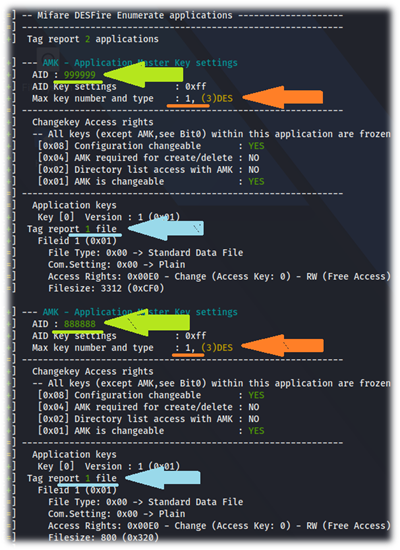 ] -- Mifare DESFire Enumerate applications --------------------
] -----------------------------------------------
] Tag report 2 applications
]
] --- AMK - Application Master Key settings
] AID : 999999
] AID Key settings : 0xff
] Max key number and type : 1, (3)DES
] -----------------------------------------------
] Changekey Access rights
] -- All keys (except AMK,see Bit0) within this application are frozen
] [0x08] Configuration changeable : YES
] [0x04] AMK required for create/delete : NO
] [0x02] Directory list access with AMK : NO
] [0x01] AMK is changeable : YES
] -----------------------------------------------
] Application keys
] Key [0] Version : 1 (0x01)
] Tag report 1 file
] Fileid 1 (0x01)
] File Type: 0x00 -> Standard Data File
] Com.Setting: 0x00 -> Plain
] Access Rights: 0x00E0 - Change (Access Key: 0) - RW (Free Access)
] Filesize: 3312 (0xCF0)
]
] --- AMK - Application Master Key settings
] AID : 888888
] AID Key settings : 0xff
] Max key number and type : 1, (3)DES
] -----------------------------------------------
] Changekey Access rights
] -- All keys (except AMK,see Bit0) within this application are frozen
] [0x08] Configuration changeable : YES
] [0x04] AMK required for create/delete : NO
] [0x02] Directory list access with AMK : NO
] [0x01] AMK is changeable : YES
] -----------------------------------------------
] Application keys
] Key [0] Version : 1 (0x01)
] Tag report 1 file
] Fileid 1 (0x01)
] File Type: 0x00 -> Standard Data File
] Com.Setting: 0x00 -> Plain
] Access Rights: 0x00E0 - Change (Access Key: 0) - RW (Free Access)
] Filesize: 800 (0x320)